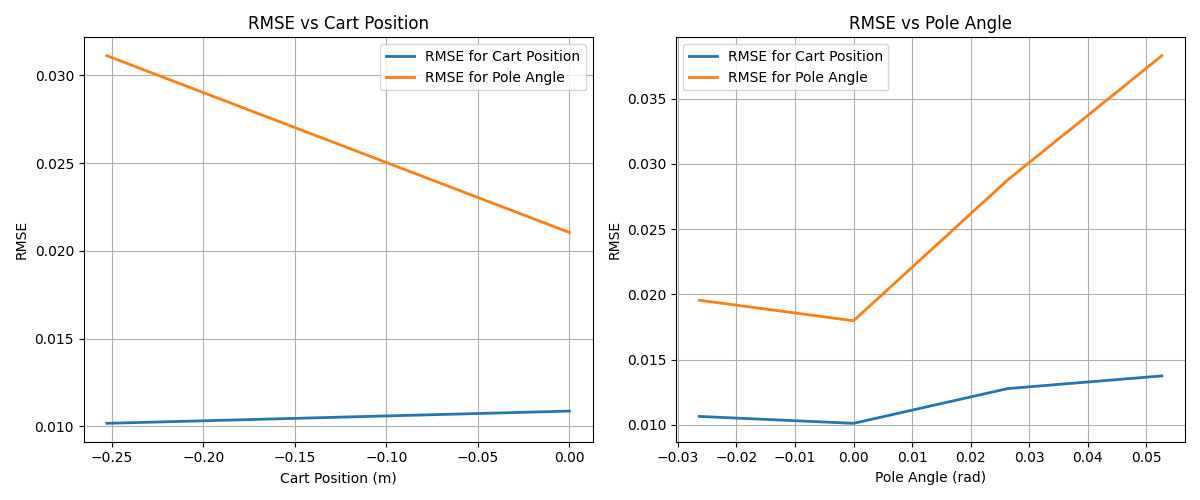 RMSE vs Cart Position
RMSE for Cart Position
RMSE for Pole Angle
0.030
0.025
0.020
0.015
0.010
RMSE
−0.25 −0.20 −0.15 −0.10 −0.05 0.00
Cart Position (m)
RMSE vs Pole Angle
RMSE for Cart Position
RMSE for Pole Angle
0.035
0.030
0.025
0.020
0.015
0.010
RMSE
−0.03 −0.02 −0.01 0.00 0.01 0.02 0.03 0.04 0.05
Pole Angle (rad)